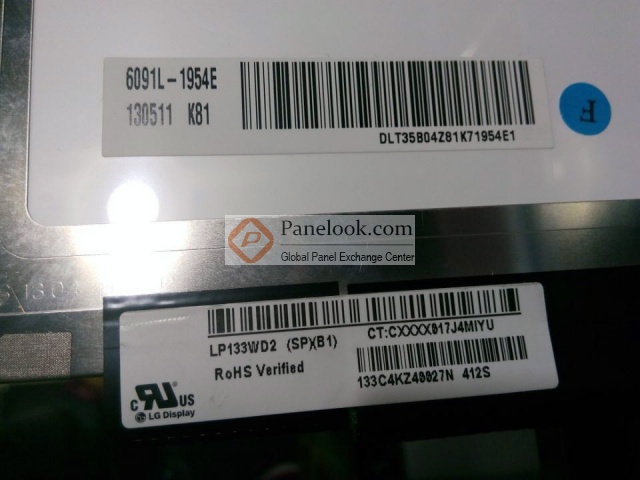 6091L-1954E
130511 K81
DLT35B04Z81K71954E1
F
Panelook.com
Global Panel Exchange Center
LP133WD2 (SP)(B1)
CT:CXXXX017J4MIYU
RoHS Verified
133C4KZ40027N 412S
C US
LG Display